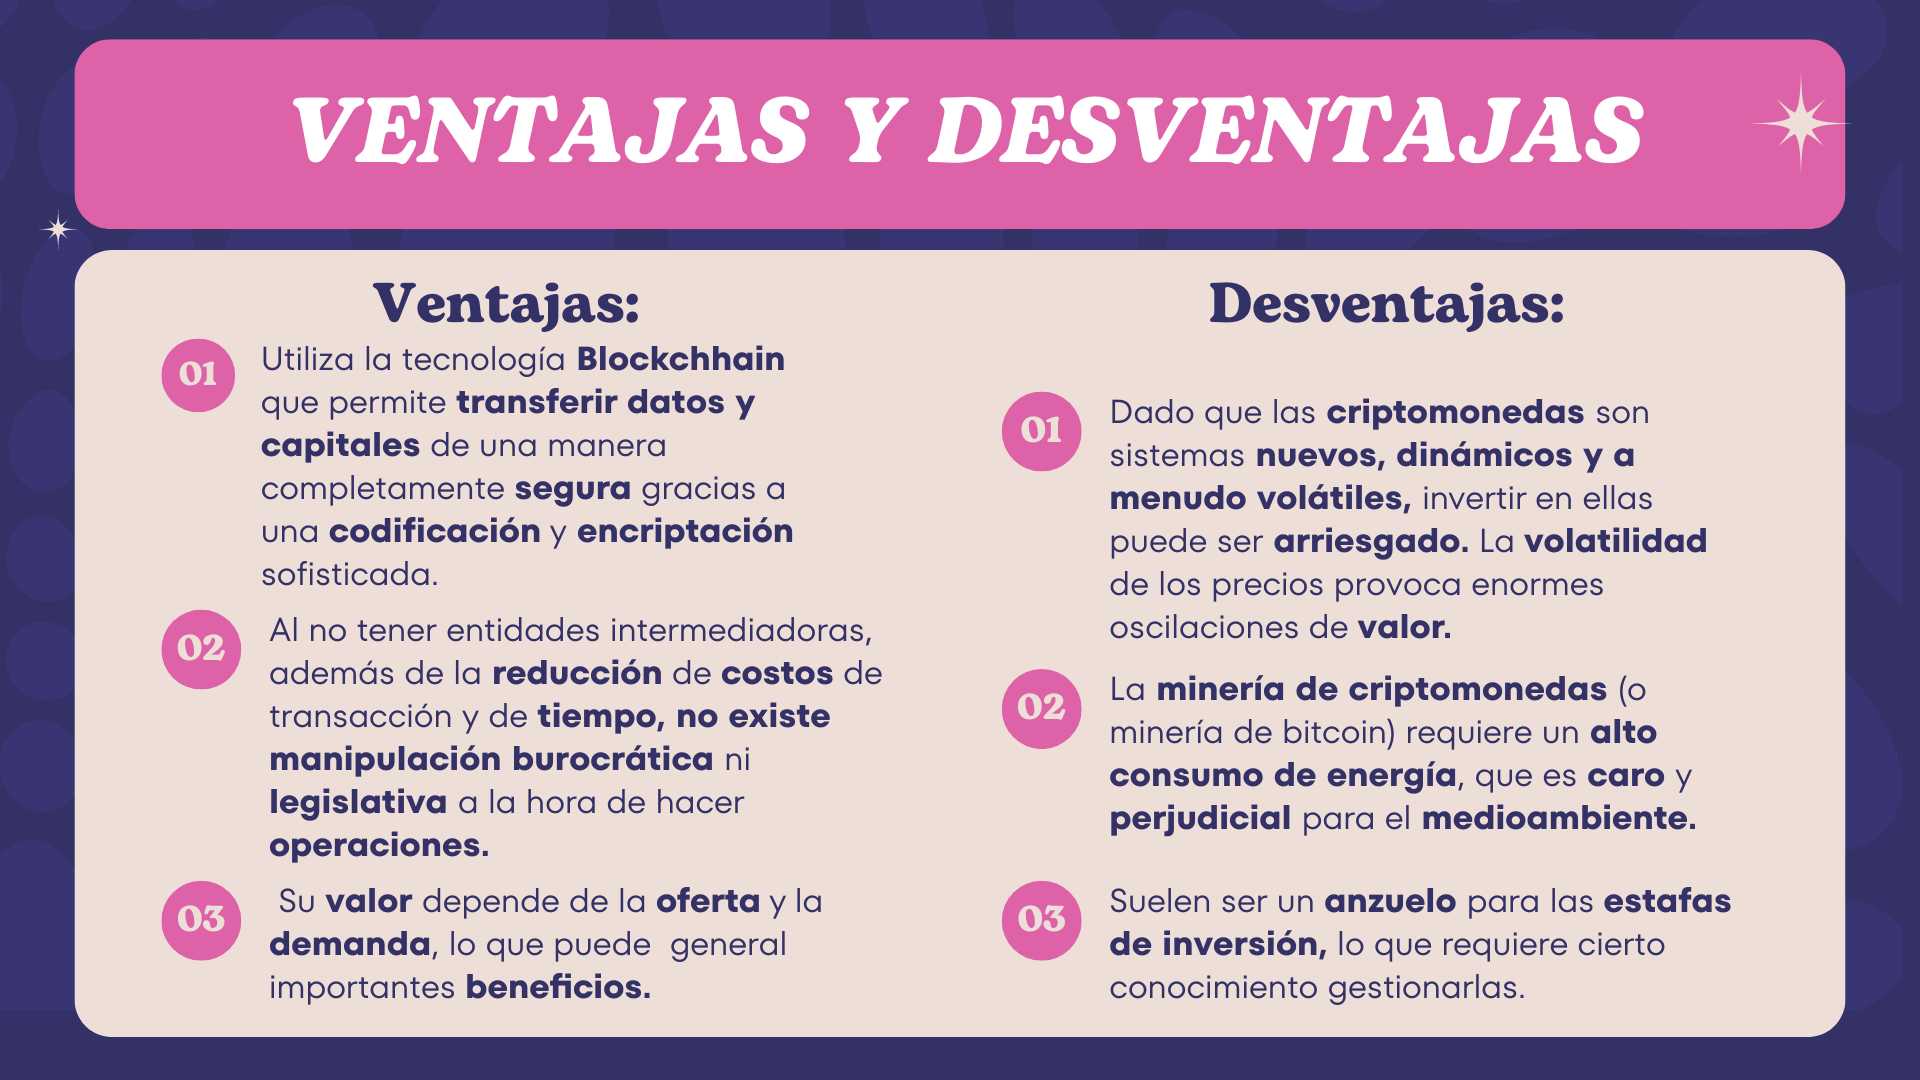 VENTAJAS Y DESVENTAJAS
Ventajas:
01
Utiliza la tecnología Blockchhain
que permite transferir datos y
capitales de una manera
completamente segura gracias a
una codificación y encriptación
sofisticada.
02
Al no tener entidades intermediadoras,
además de la reducción de costos de
transacción y de tiempo, no existe
manipulación burocrática ni
legislativa a la hora de hacer
operaciones.
03
Su valor depende de la oferta y la
demanda, lo que puede  general
importantes beneficios.
Desventajas:
01
Dado que las criptomonedas son
sistemas nuevos, dinámicos y a
menudo volátiles, invertir en ellas
puede ser arriesgado. La volatilidad
de los precios provoca enormes
oscilaciones de valor.
02
La minería de criptomonedas (o
minería de bitcoin) requiere un alto
consumo de energía, que es caro y
perjudicial para el medioambiente.
03
Suelen ser un anzuelo para las estafas
de inversión, lo que requiere cierto
conocimiento gestionarlas.